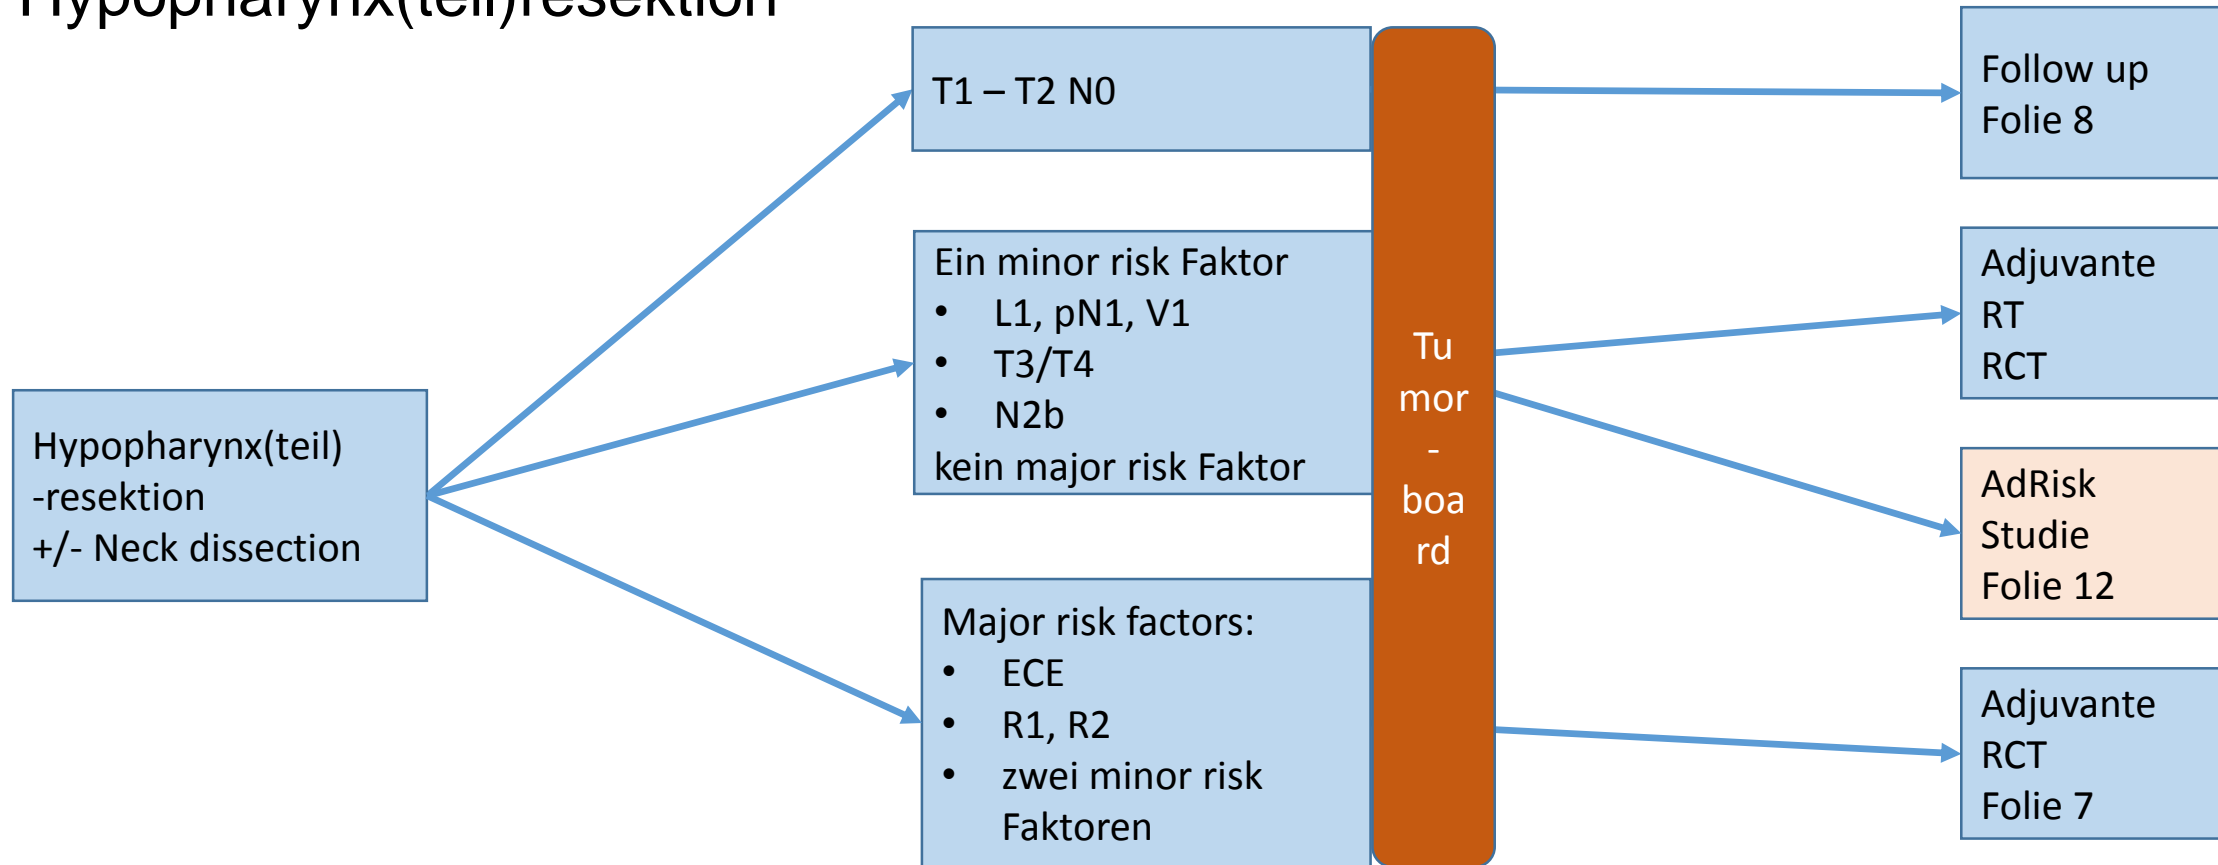 Hypopharynx(teil)resektion
T1 – T2 N0
Follow up
Folie 8
Ein minor risk Faktor
• L1, pN1, V1
• T3/T4
• N2b
kein major risk Faktor
Adjuvante
RT
RCT
Hypopharynx(teil)
-resektion
+/- Neck dissection
Tu
mor
-
boa
rd
AdRisk
Studie
Folie 12
Major risk factors:
• ECE
• R1, R2
• zwei minor risk
Faktoren
Adjuvante
RCT
Folie 7